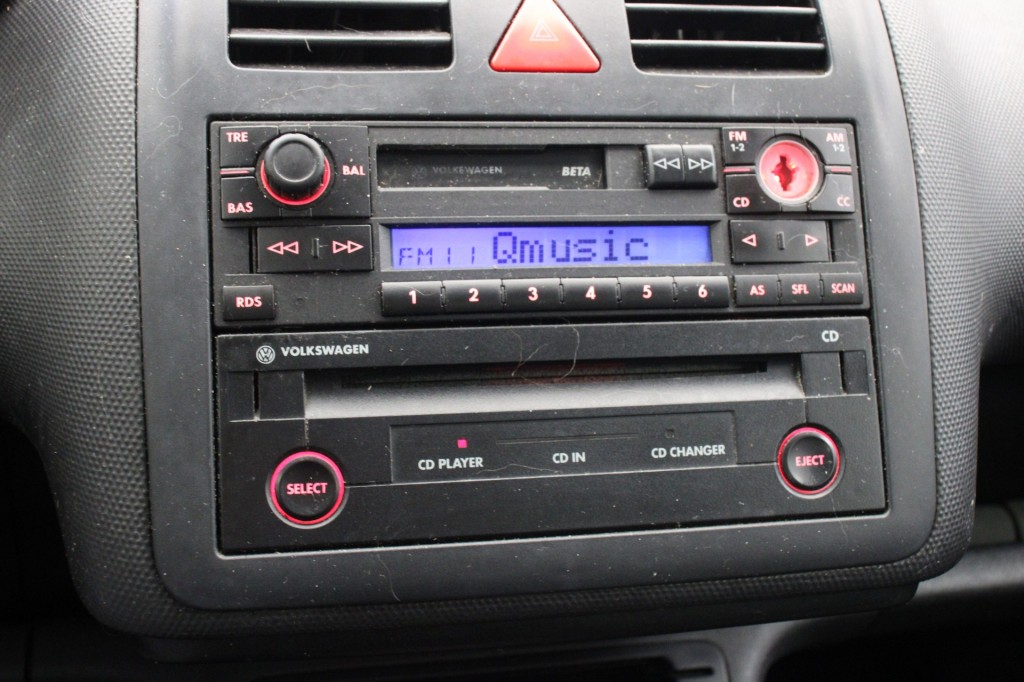 TRE
BAL
BAS
VOLKSWAGEN BETA
FM 1-2
AM 1-2
CD
CC
FM11 Qmusic
RDS
1 2 3 4 5 6
AS SFL SCAN
VOLKSWAGEN
CD
CD PLAYER
CD IN
CD CHANGER
SELECT
EJECT